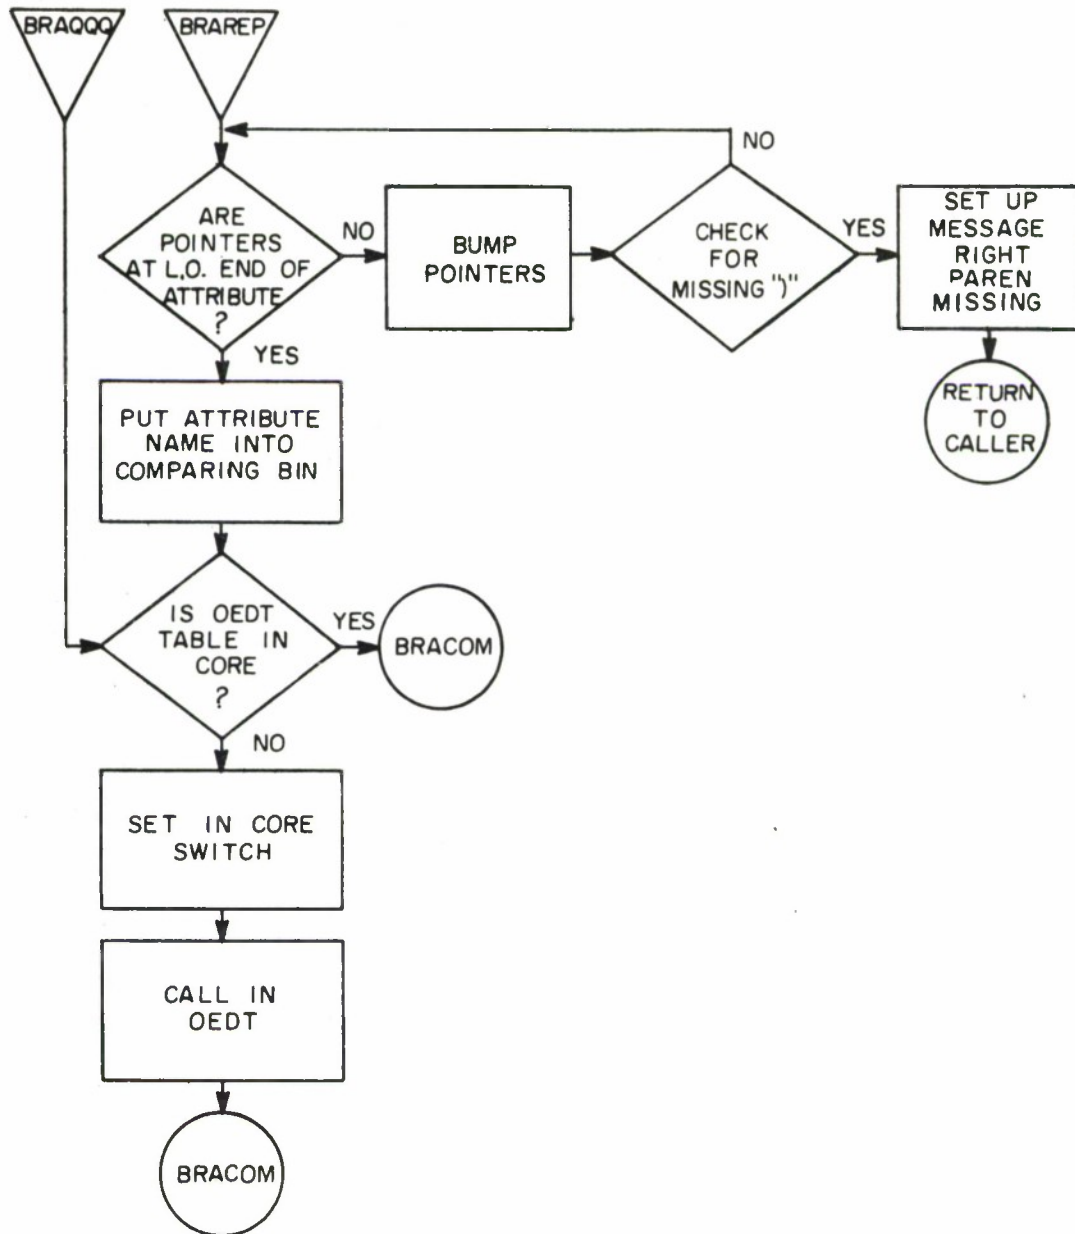 BRAQQQ
BRAREP
NO
ARE
POINTERS
AT L.O. END OF
ATTRIBUTE
?
NO
BUMP
POINTERS
CHECK
FOR
MISSING ")"
YES
SET UP
MESSAGE
RIGHT
PAREN
MISSING
YES
RETURN
TO
CALLER
PUT ATTRIBUTE
NAME INTO
COMPARING BIN
IS OEDT
TABLE IN
CORE
?
YES
BRACOM
NO
SET IN CORE
SWITCH
CALL IN
OEDT
BRACOM